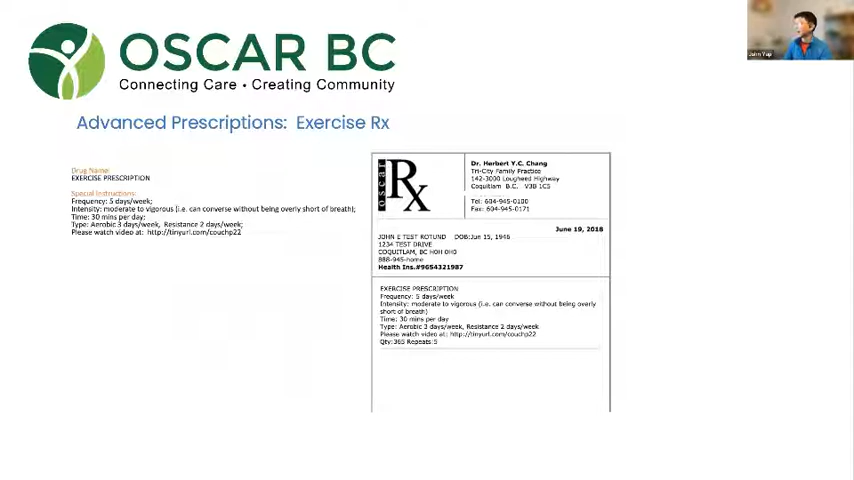 John Yap
OSCAR BC
Connecting Care • Creating Community
Advanced Prescriptions: Exercise Rx
Drug Name:
EXERCISE PRESCRIPTION
Special Instructions:
Frequency: 5 days/week;
Intensity: moderate to vigorous (i.e. can converse without being overly short of breath);
Time: 30 mins per day;
Type: Aerobic 3 days/week, Resistance 2 days/week;
Please watch video at: http://tinyurl.com/couchp22
oscar
Rx
Dr. Herbert Y.C. Chang
Tri-City Family Practice
142-3000 Lougheed Highway
Coquitlam B.C. V3B 1C5
Tel: 604-945-0100
Fax: 604-945-0171
June 19, 2018
JOHN E TEST ROTUND DOB:Jun 15, 1946
1234 TEST DRIVE
COQUITLAM, BC H0H 0H0
888-945-home
Health Ins.#9654321987
EXERCISE PRESCRIPTION
Frequency: 5 days/week
Intensity: moderate to vigorous (i.e. can converse without being overly
short of breath)
Time: 30 mins per day
Type: Aerobic 3 days/week, Resistance 2 days/week
Please watch video at: http://tinyurl.com/couchp22
Qty:365 Repeats:5